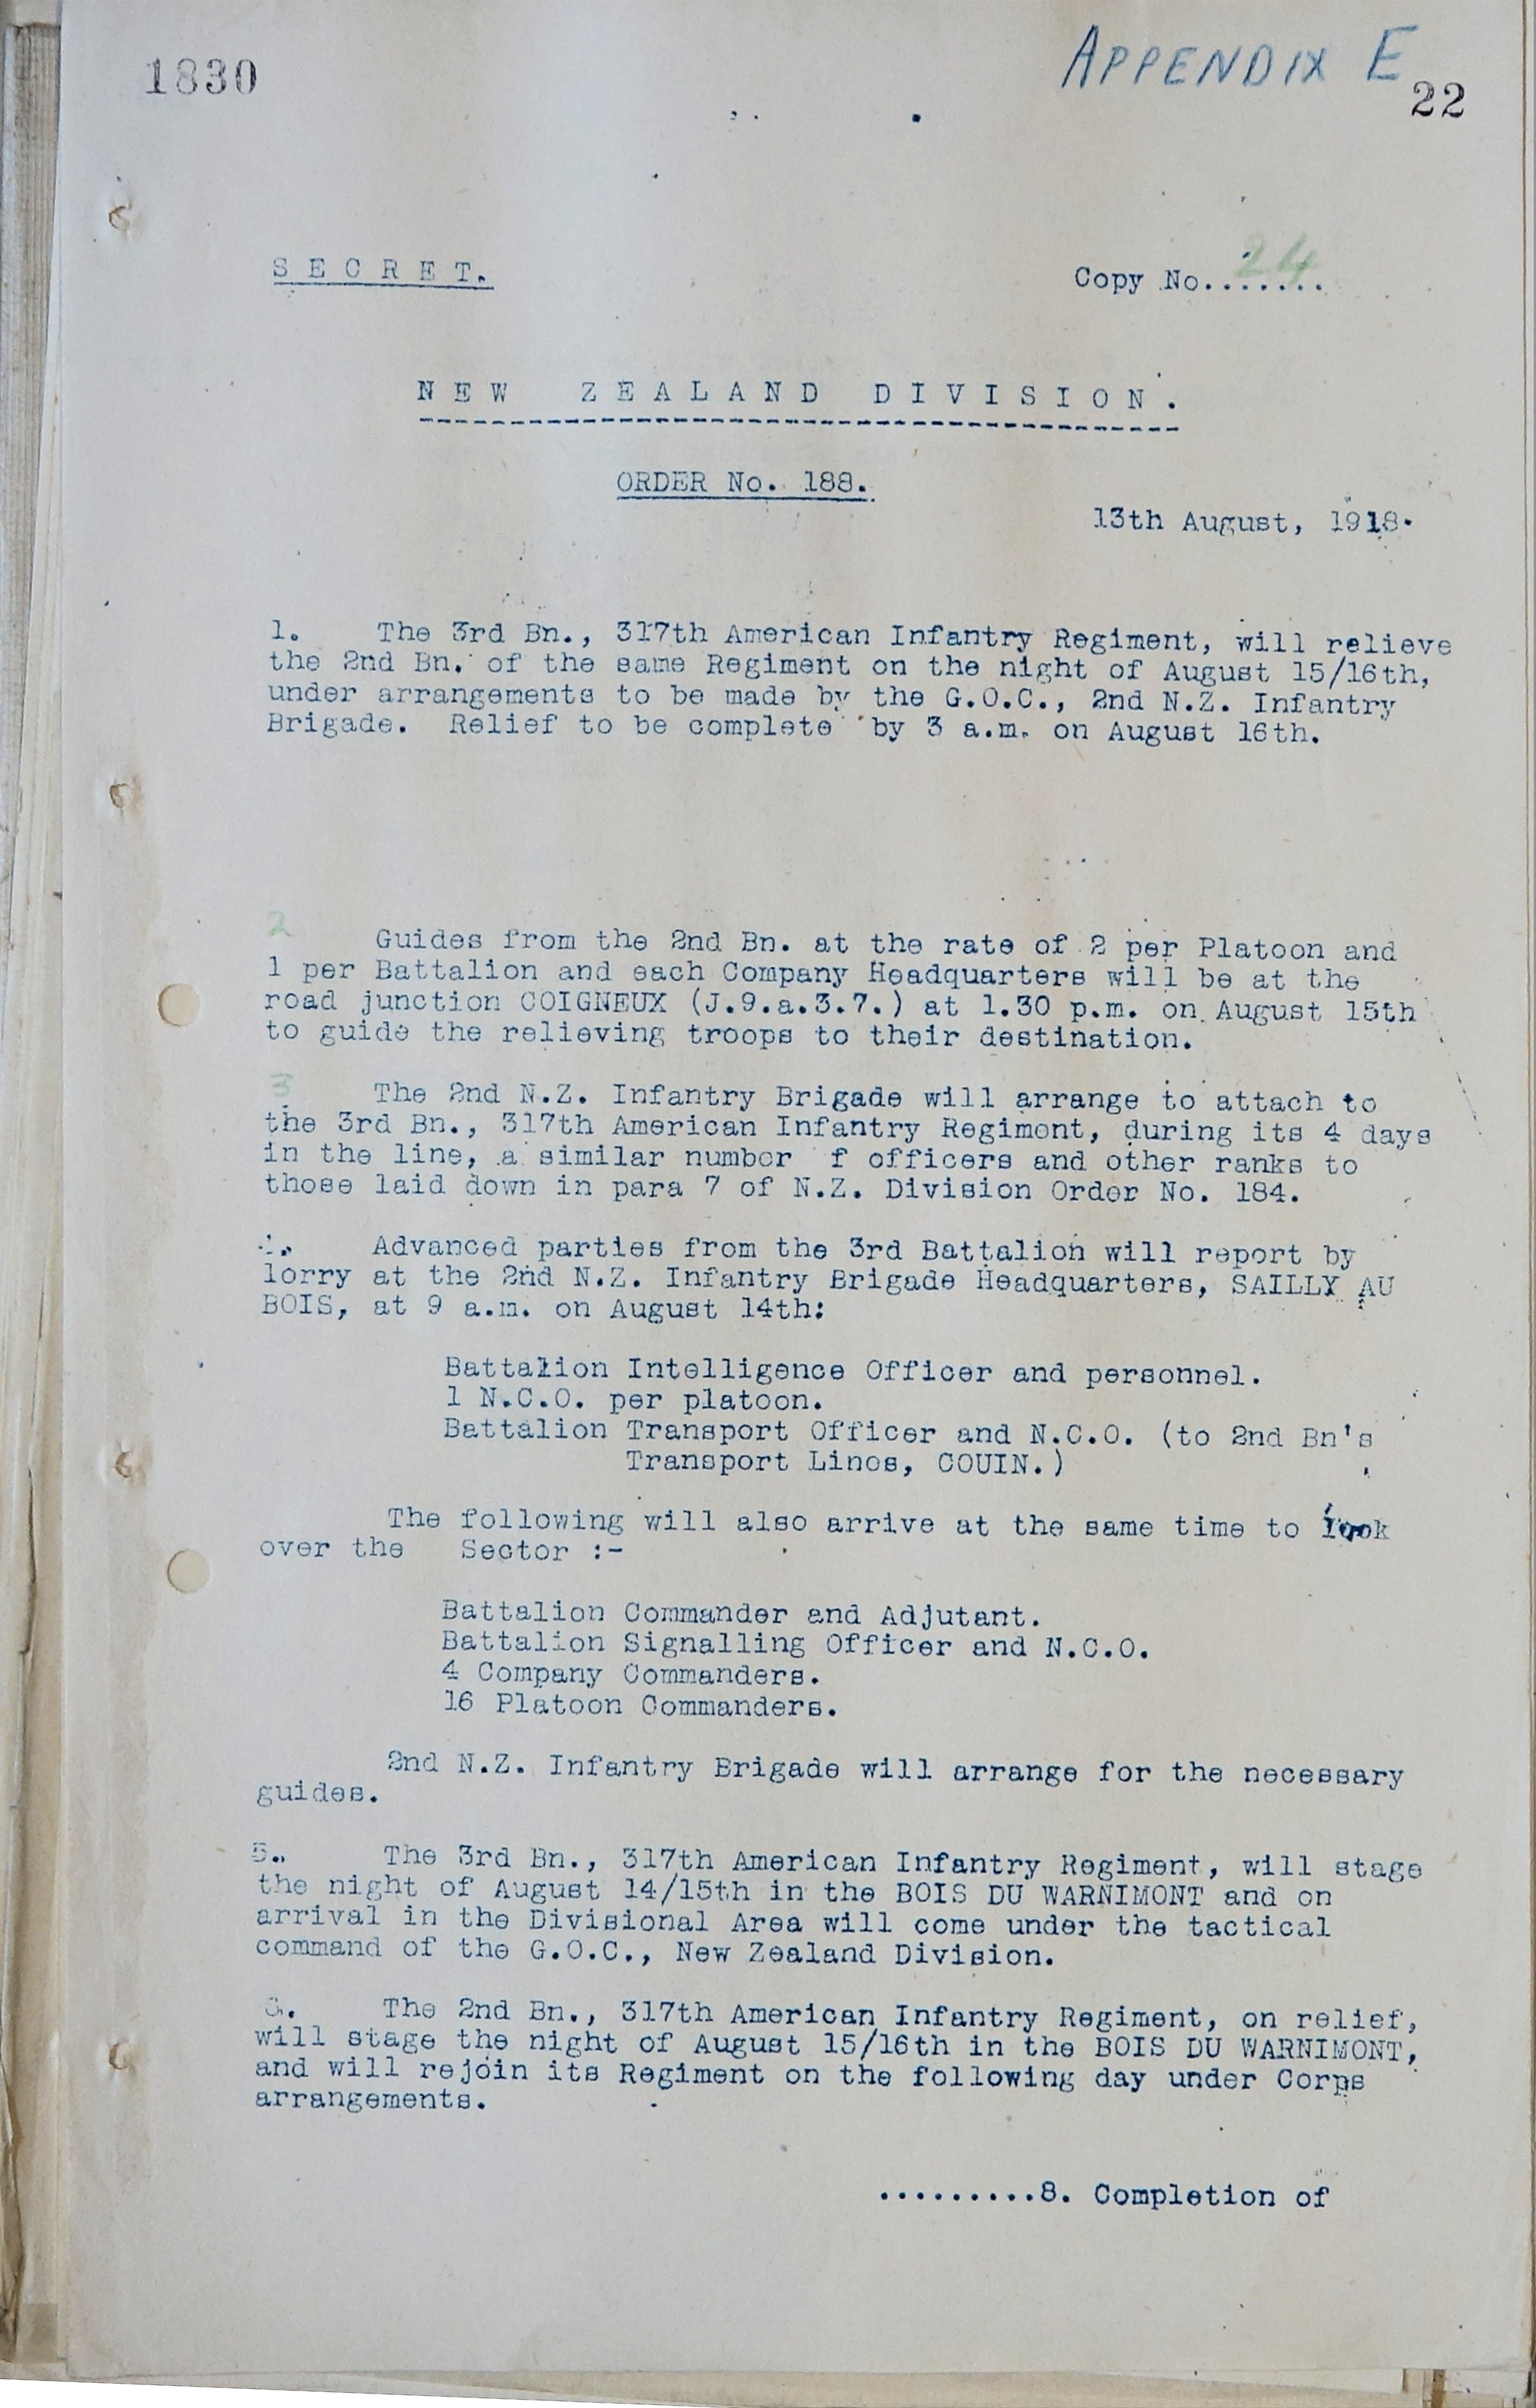 1830
APPENDIX E
22
S E C R E T.
Copy No.......24
N E W   Z E A L A N D   D I V I S I O N.
ORDER No. 188.
13th August, 1918.
1. The 3rd Bn., 317th American Infantry Regiment, will relieve
the 2nd Bn. of the same Regiment on the night of August 15/16th,
under arrangements to be made by the G.O.C., 2nd N.Z. Infantry
Brigade. Relief to be complete by 3 a.m. on August 16th.
2 Guides from the 2nd Bn. at the rate of 2 per Platoon and
1 per Battalion and each Company Headquarters will be at the
road junction COIGNEUX (J.9.a.3.7.) at 1.30 p.m. on August 15th
to guide the relieving troops to their destination.
3 The 2nd N.Z. Infantry Brigade will arrange to attach to
the 3rd Bn., 317th American Infantry Regiment, during its 4 days
in the line, a similar number f officers and other ranks to
those laid down in para 7 of N.Z. Division Order No. 184.
4. Advanced parties from the 3rd Battalion will report by
lorry at the 2nd N.Z. Infantry Brigade Headquarters, SAILLY AU
BOIS, at 9 a.m. on August 14th:
Battalion Intelligence Officer and personnel.
1 N.C.O. per platoon.
Battalion Transport Officer and N.C.O. (to 2nd Bn's
Transport Lines, COUIN.)
The following will also arrive at the same time to look
over the Sector :-
Battalion Commander and Adjutant.
Battalion Signalling Officer and N.C.O.
4 Company Commanders.
16 Platoon Commanders.
2nd N.Z. Infantry Brigade will arrange for the necessary
guides.
5. The 3rd Bn., 317th American Infantry Regiment, will stage
the night of August 14/15th in the BOIS DU WARNIMONT and on
arrival in the Divisional Area will come under the tactical
command of the G.O.C., New Zealand Division.
6. The 2nd Bn., 317th American Infantry Regiment, on relief,
will stage the night of August 15/16th in the BOIS DU WARNIMONT,
and will rejoin its Regiment on the following day under Corps
arrangements.
.........8. Completion of